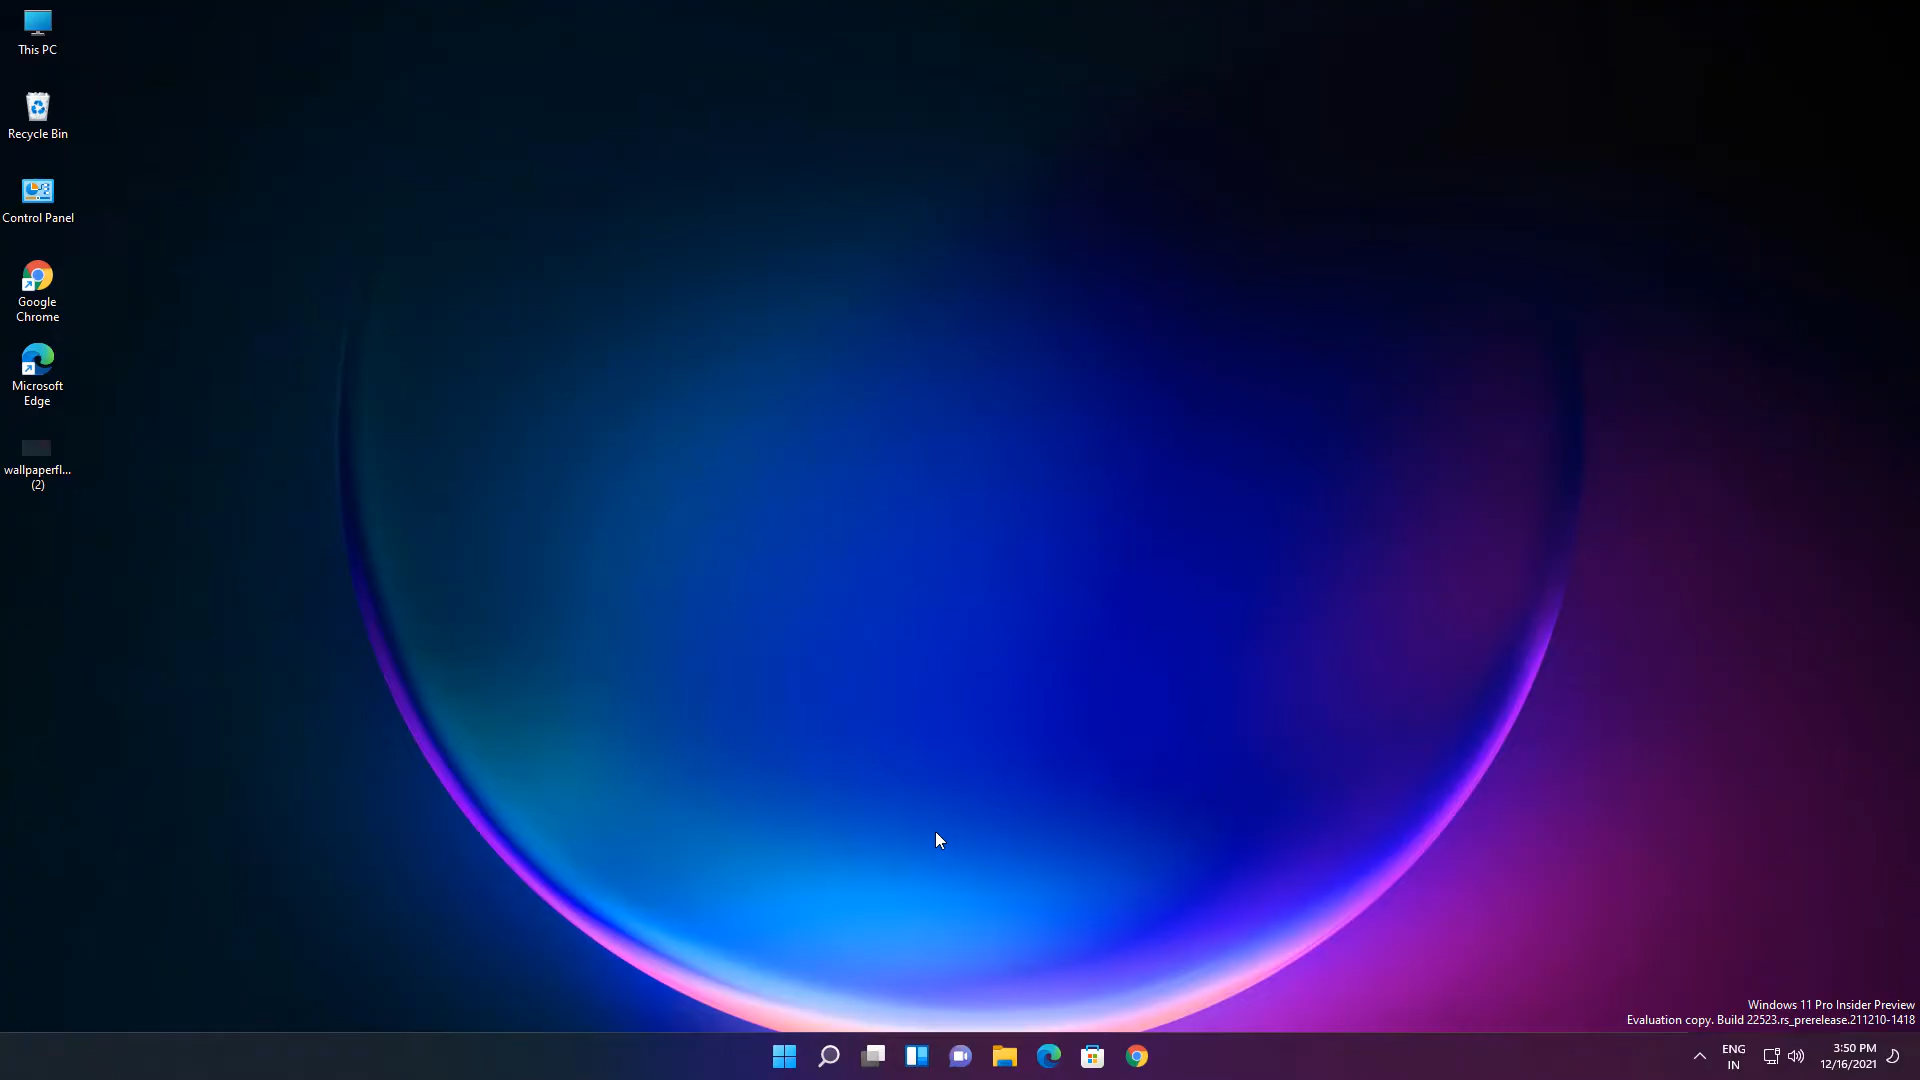 This PC
Recycle Bin
Control Panel
Google
Chrome
Microsoft
Edge
wallpaperfl...
(2)
Windows 11 Pro Insider Preview
Evaluation copy. Build 22523.rs_prerelease.211210-1418
ENG
IN
3:50 PM
12/16/2021